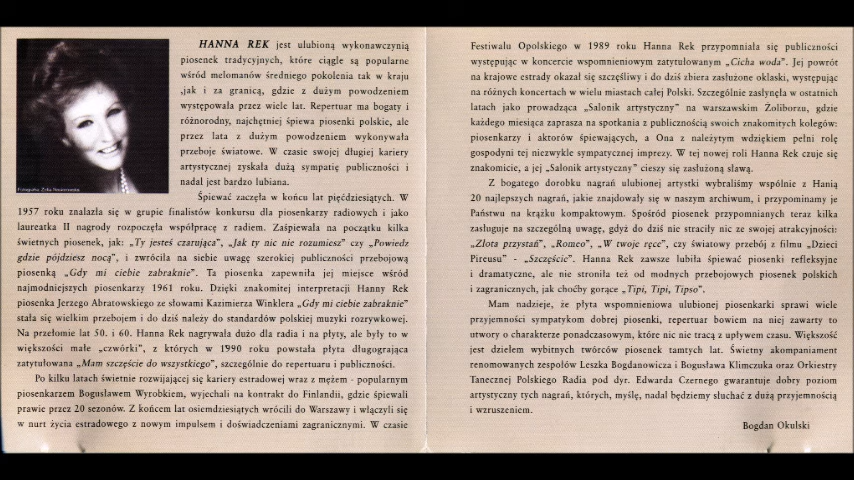 HANNA REK jest ulubioną wykonawczynią
piosenek tradycyjnych, które ciągle są popularne
wśród melomanów średniego pokolenia tak w kraju
,jak i za granicą, gdzie z dużym powodzeniem
występowała przez wiele lat. Repertuar ma bogaty i
różnorodny, najchętniej śpiewa piosenki polskie, ale
przez lata z dużym powodzeniem wykonywała
przeboje światowe. W czasie swojej długiej kariery
artystycznej zyskała dużą sympatię publiczności i
nadal jest bardzo lubiana.
Śpiewać zaczęła w końcu lat pięćdziesiątych. W
1957 roku znalazła się w grupie finalistów konkursu dla piosenkarzy radiowych i jako
laureatka II nagrody rozpoczęła współpracę z radiem. Zaśpiewała na początku kilka
świetnych piosenek, jak: „Ty jesteś czarująca", „Jak ty nic nie rozumiesz" czy „Powiedz
gdzie pójdziesz nocą", i zwróciła na siebie uwagę szerokiej publiczności przebojową
piosenką „Gdy mi ciebie zabraknie". Ta piosenka zapewniła jej miejsce wśród
najmodniejszych piosenkarzy 1961 roku. Dzięki znakomitej interpretacji Hanny Rek
piosenka Jerzego Abratowskiego ze słowami Kazimierza Winklera „Gdy mi ciebie zabraknie"
stała się wielkim przebojem i do dziś należy do standardów polskiej muzyki rozrywkowej.
Na przełomie lat 50. i 60. Hanna Rek nagrywała dużo dla radia i na płyty, ale były to w
większości małe „czwórki", z których w 1990 roku powstała płyta długogrająca
zatytułowana „Mam szczęście do wszystkiego", szczególnie do repertuaru i publiczności.
Po kilku latach świetnie rozwijającej się kariery estradowej wraz z mężem - popularnym
piosenkarzem Bogusławem Wyrobkiem, wyjechali na kontrakt do Finlandii, gdzie śpiewali
prawie przez 20 sezonów. Z końcem lat osiemdziesiątych wrócili do Warszawy i włączyli się
w nurt życia estradowego z nowym impulsem i doświadczeniami zagranicznymi. W czasie
Festiwalu Opolskiego w 1989 roku Hanna Rek przypomniała się publiczności
występując w koncercie wspomnieniowym zatytułowanym „Cicha woda". Jej powrót
na krajowe estrady okazał się szczęśliwy i do dziś zbiera zasłużone oklaski, występując
na różnych koncertach w wielu miastach całej Polski. Szczególnie zasłynęła w ostatnich
latach jako prowadząca „Salonik artystyczny" na warszawskim Żoliborzu, gdzie
każdego miesiąca zaprasza na spotkania z publicznością swoich znakomitych kolegów:
piosenkarzy i aktorów śpiewających, a Ona z należytym wdziękiem pełni rolę
gospodyni tej niezwykle sympatycznej imprezy. W tej nowej roli Hanna Rek czuje się
znakomicie, a jej „Salonik artystyczny" cieszy się zasłużoną sławą.
Z bogatego dorobku nagrań ulubionej artystki wybraliśmy wspólnie z Hanią
20 najlepszych nagrań, jakie znajdowały się w naszym archiwum, i przypominamy je
Państwu na krążku kompaktowym. Spośród piosenek przypomnianych teraz kilka
zasługuje na szczególną uwagę, gdyż do dziś nie straciły nic ze swojej atrakcyjności:
„Złota przystań", „Romeo", „W twoje ręce", czy światowy przebój z filmu „Dzieci
Pireusu" - „Szczęście". Hanna Rek zawsze lubiła śpiewać piosenki refleksyjne
i dramatyczne, ale nie stroniła też od modnych przebojowych piosenek polskich
i zagranicznych, jak choćby gorące „Tipi, Tipi, Tipso".
Mam nadzieję, że płyta wspomnieniowa ulubionej piosenkarki sprawi wiele
przyjemności sympatykom dobrej piosenki, repertuar bowiem na niej zawarty to
utwory o charakterze ponadczasowym, które nic nie tracą z upływem czasu. Większość
jest dziełem wybitnych twórców piosenek tamtych lat. Świetny akompaniament
renomowanych zespołów Leszka Bogdanowicza i Bogusława Klimczuka oraz Orkiestry
Tanecznej Polskiego Radia pod dyr. Edwarda Czernego gwarantuje dobry poziom
artystyczny tych nagrań, których, myślę, nadal będziemy słuchać z dużą przyjemnością
i wzruszeniem.
Bogdan Okulski